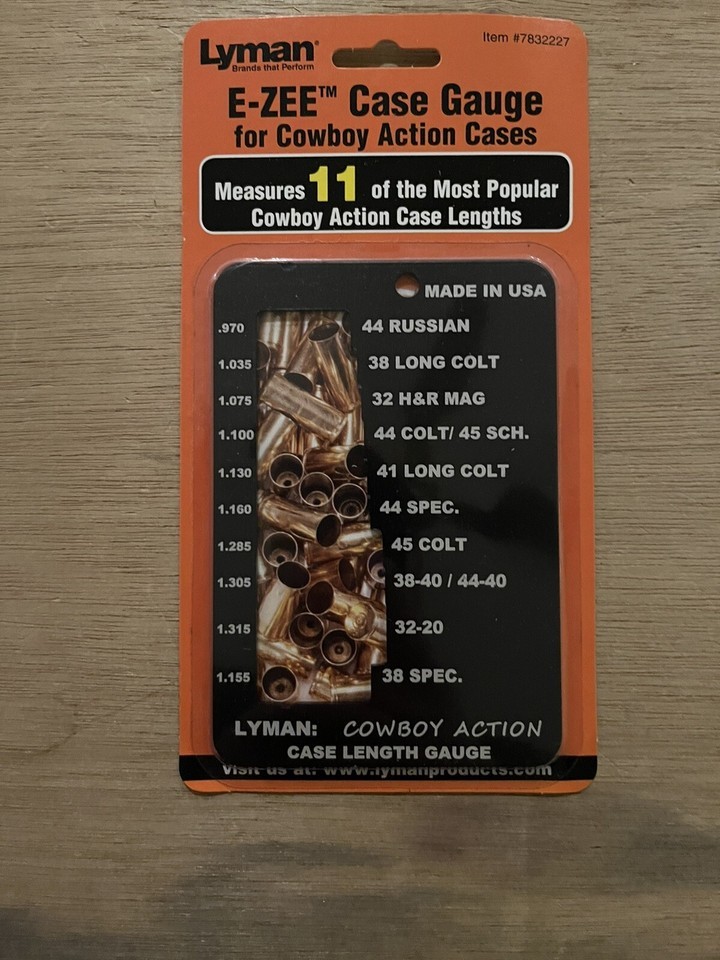 Lyman®
Brands that Perform
Item #7832227
E-ZEE™ Case Gauge
for Cowboy Action Cases
Measures 11 of the Most Popular
Cowboy Action Case Lengths
MADE IN USA
.970 44 RUSSIAN
1.035 38 LONG COLT
1.075 32 H&R MAG
1.100 44 COLT/ 45 SCH.
1.130 41 LONG COLT
1.160 44 SPEC.
1.285 45 COLT
1.305 38-40 / 44-40
1.315 32-20
1.155 38 SPEC.
LYMAN: COWBOY ACTION
CASE LENGTH GAUGE
visit us at: www.lymanproducts.com